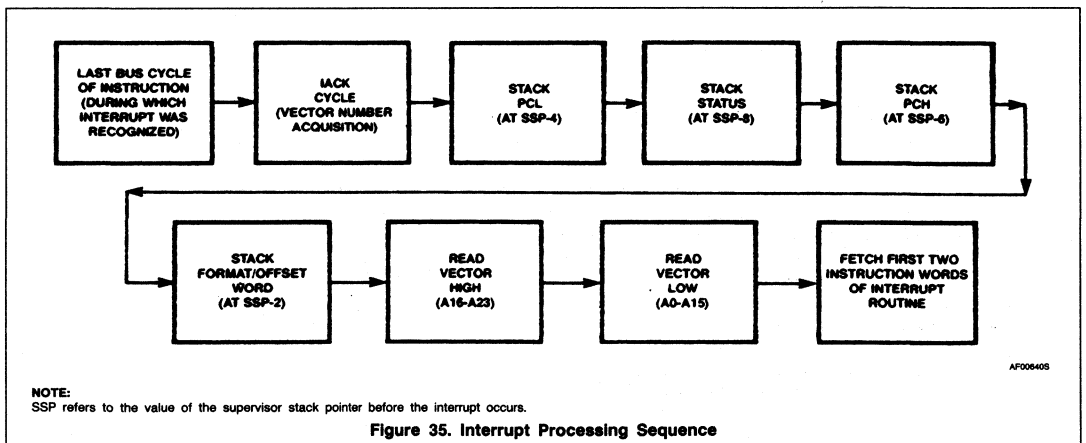 LAST BUS CYCLE
OF INSTRUCTION
(DURING WHICH
INTERRUPT WAS
RECOGNIZED)
IACK
CYCLE
(VECTOR NUMBER
ACQUISITION)
STACK
PCL
(AT SSP-4)
STACK
STATUS
(AT SSP-8)
STACK
PCH
(AT SSP-6)
STACK
FORMAT/OFFSET
WORD
(AT SSP-2)
READ
VECTOR
HIGH
(A16-A23)
READ
VECTOR
LOW
(A0-A15)
FETCH FIRST TWO
INSTRUCTION WORDS
OF INTERRUPT
ROUTINE
AF00640S
NOTE:
SSP refers to the value of the supervisor stack pointer before the interrupt occurs.
Figure 35. Interrupt Processing Sequence